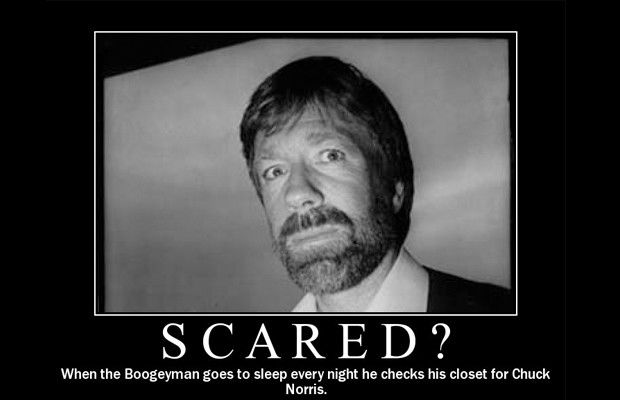 SCARED?
When the Boogeyman goes to sleep every night he checks his closet for Chuck
Norris.